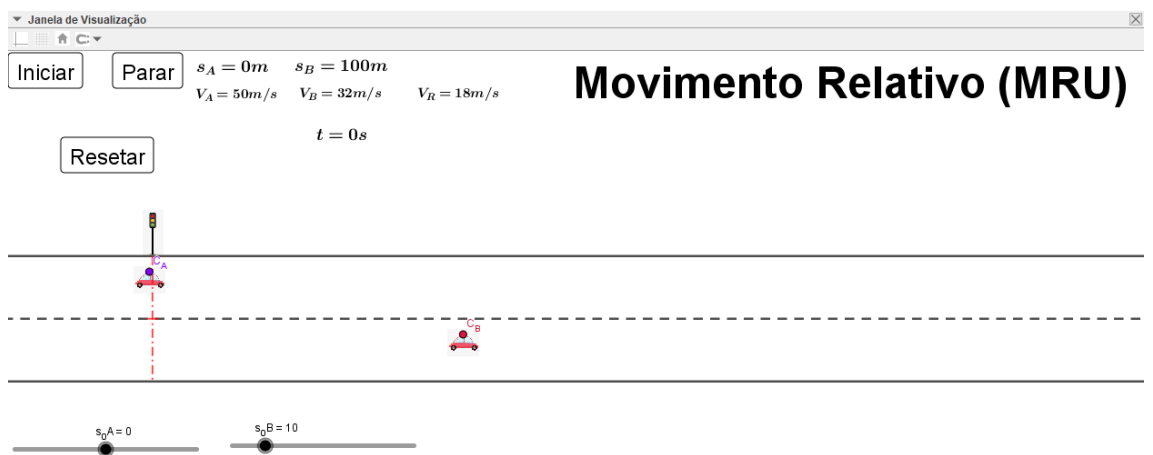 Janela de Visualização
Iniciar
Parar
s_A = 0m
s_B = 100m
V_A = 50m/s
V_B = 32m/s
V_R = 18m/s
Movimento Relativo (MRU)
t = 0s
Resetar
C_A
C_B
s_0A = 0
s_0B = 10